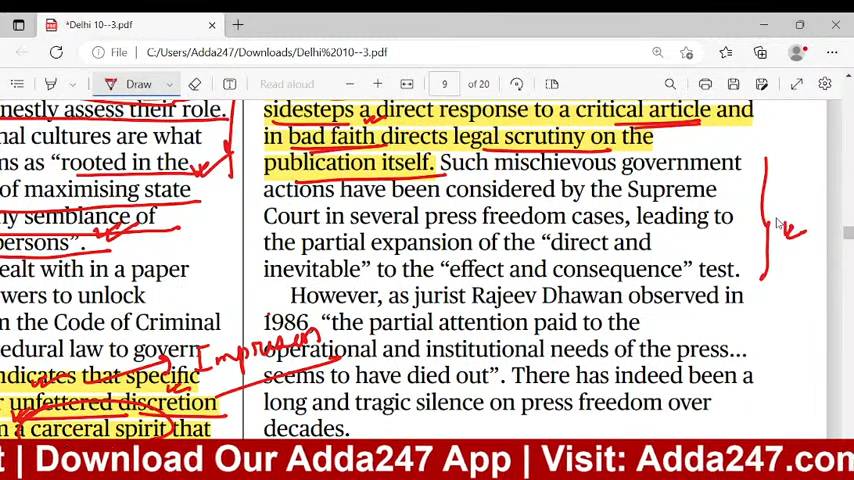 *Delhi 10--3.pdf
File
C:/Users/Adda247/Downloads/Delhi%2010--3.pdf
Draw
Read aloud
9
of 20
onestly assess their role.
nal cultures are what
ms as “rooted in the
of maximising state
ny semblance of
persons”.
ealt with in a paper
owers to unlock
m the Code of Criminal
edural law to govern
ndicates that specific
r unfettered discretion
m a carceral spirit that
sidesteps a direct response to a critical article and
in bad faith directs legal scrutiny on the
publication itself. Such mischievous government
actions have been considered by the Supreme
Court in several press freedom cases, leading to
the partial expansion of the “direct and
inevitable” to the “effect and consequence” test.
However, as jurist Rajeev Dhawan observed in
1986, “the partial attention paid to the
operational and institutional needs of the press...
seems to have died out”. There has indeed been a
long and tragic silence on press freedom over
decades.
t | Download Our Adda247 App | Visit: Adda247.com